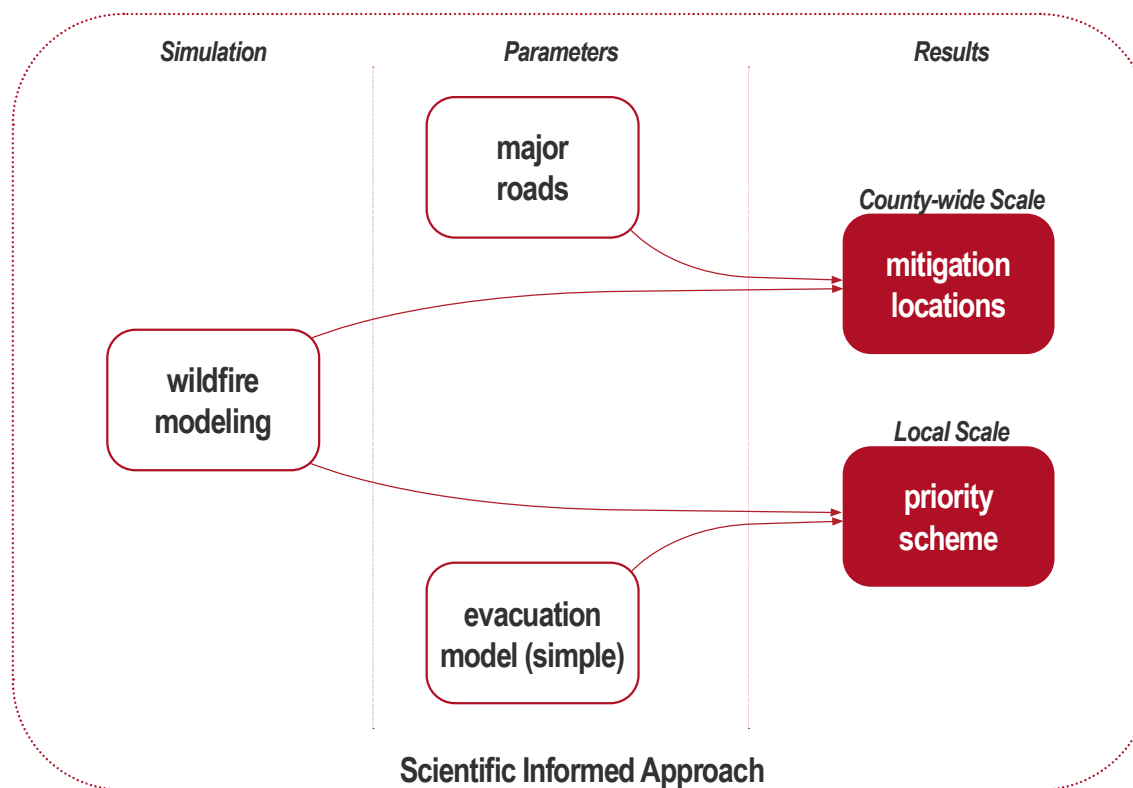 Simulation
Parameters
Results
major
roads
County-wide Scale
mitigation
locations
wildfire
modeling
Local Scale
priority
scheme
evacuation
model (simple)
Scientific Informed Approach